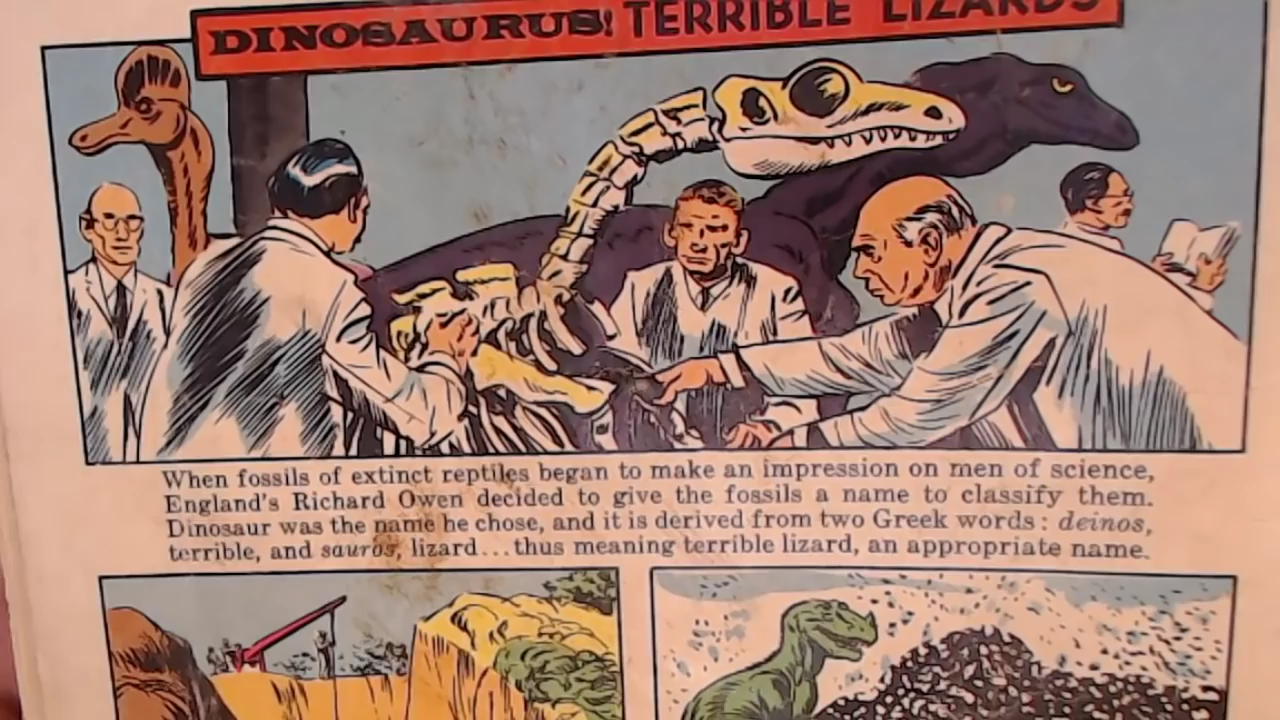 DINOSAURUS! TERRIBLE LIZARDS
When fossils of extinct reptiles began to make an impression on men of science,
England's Richard Owen decided to give the fossils a name to classify them.
Dinosaur was the name he chose, and it is derived from two Greek words: deinos,
terrible, and sauros, lizard...thus meaning terrible lizard, an appropriate name.